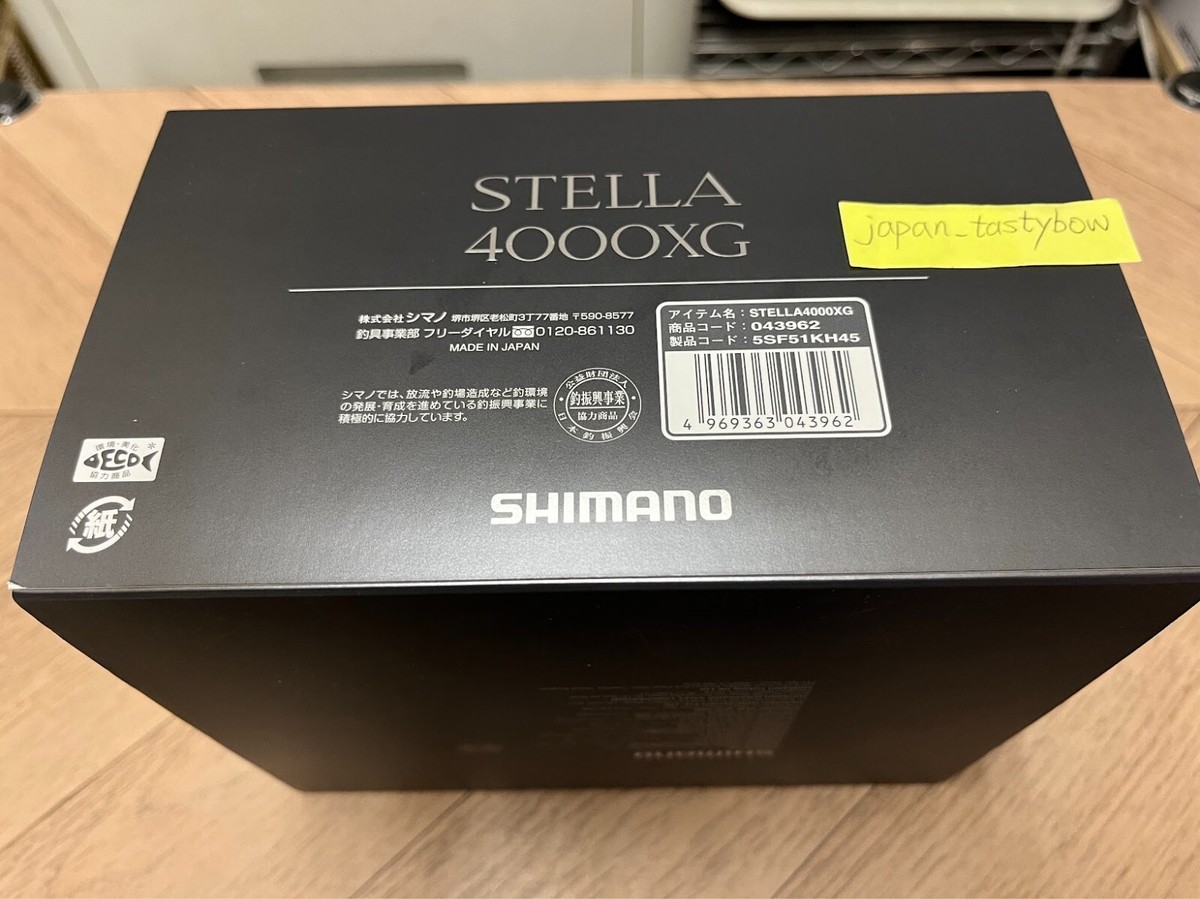 STELLA
4000XG
japan_tastybow
株式会社シマノ 堺市堺区老松町3丁77番地 〒590-8577
釣具事業部 フリーダイヤル 0120-861130
MADE IN JAPAN
アイテム名：STELLA4000XG
商品コード：043962
製品コード：5SF51KH45
4 969363 043962
シマノでは、放流や釣場造成など釣環境
の発展・育成を進めている釣振興事業に
積極的に協力しています。
公益財団法人
釣振興事業
協力商品
日本釣振興会
環境・美化
ECO
協力商品
紙
SHIMANO